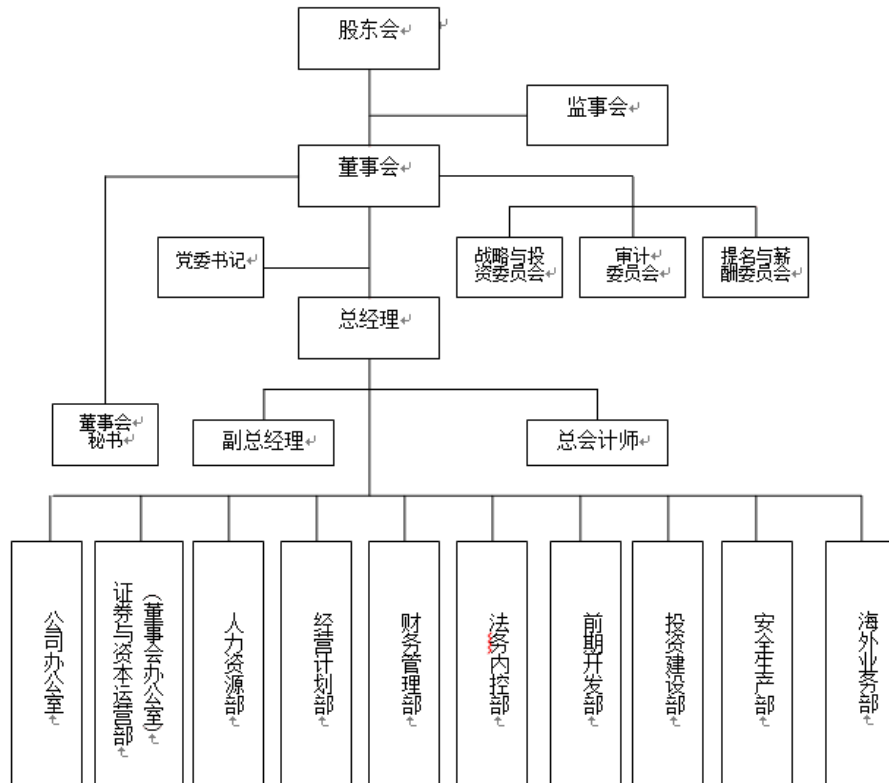 股东会
监事会
董事会
党委书记
战略与投
资委员会
审计
委员会
提名与薪
酬委员会
总经理
董事会
秘书
副总经理
总会计师
公司办公室
证券与资本运营部
（董事会办公室）
人力资源部
经营计划部
财务管理部
法务内控部
前期开发部
投资建设部
安全生产部
海外业务部